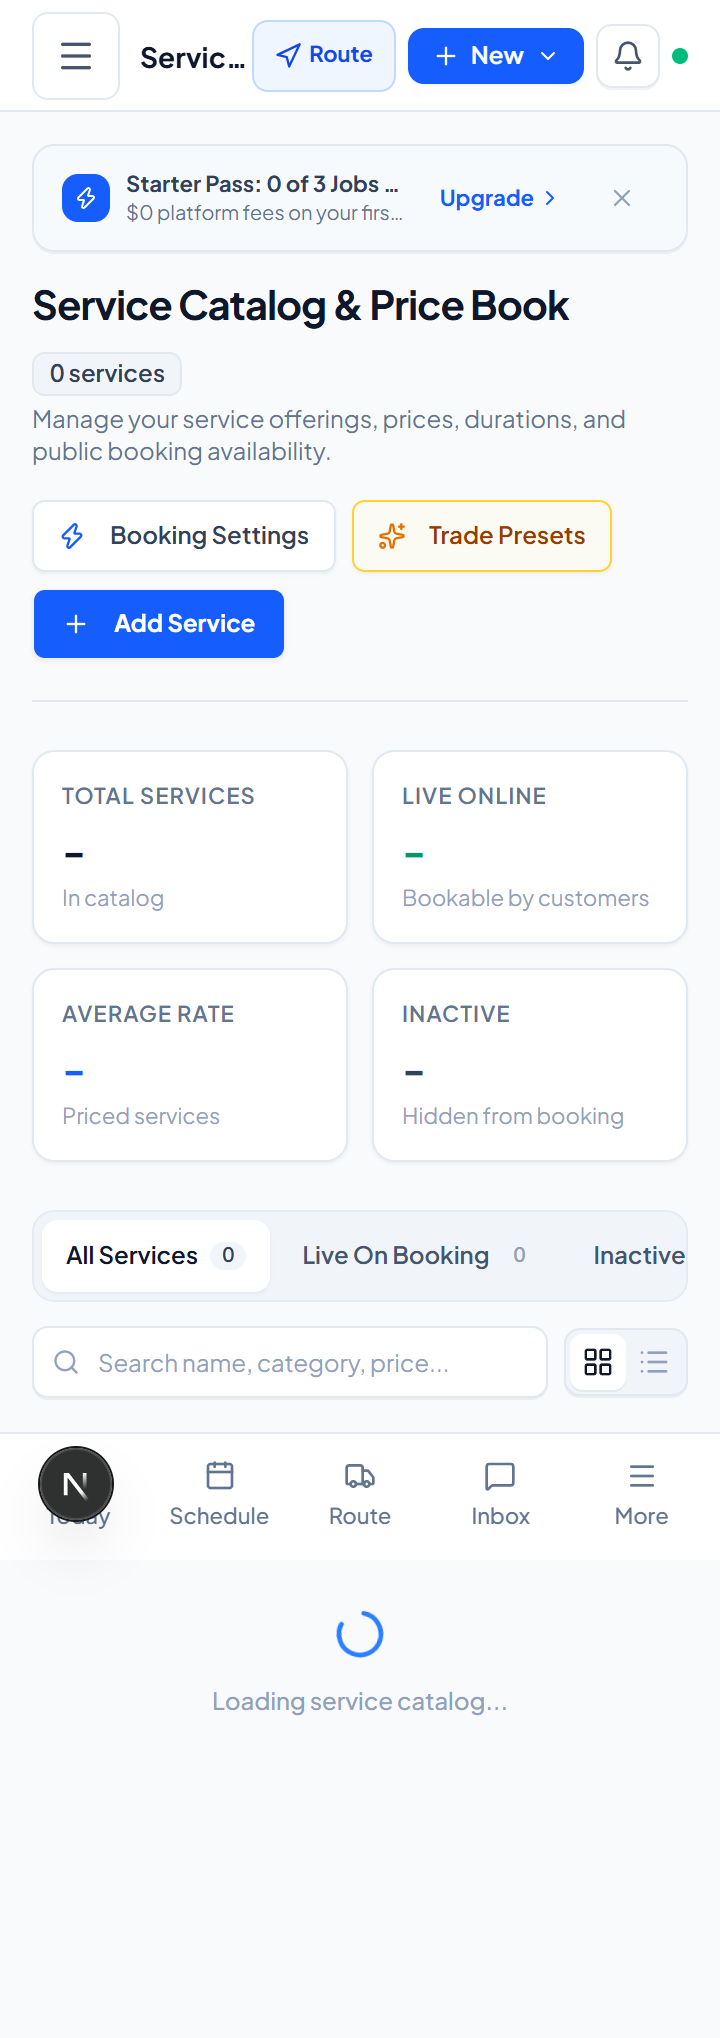 Servic...
Route
New
Starter Pass: 0 of 3 Jobs ...
$0 platform fees on your firs...
Upgrade
Service Catalog & Price Book
0 services
Manage your service offerings, prices, durations, and
public booking availability.
Booking Settings
Trade Presets
Add Service
TOTAL SERVICES
–
In catalog
LIVE ONLINE
–
Bookable by customers
AVERAGE RATE
–
Priced services
INACTIVE
–
Hidden from booking
All Services 0
Live On Booking 0
Inactive
Search name, category, price...
N
Today
Schedule
Route
Inbox
More
Loading service catalog...